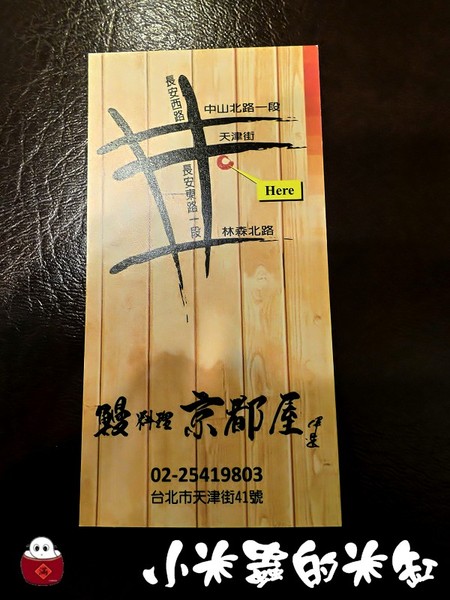 長安西路
中山北路一段
天津街
Here
長安東路一段
林森北路
鰻料理京都屋
02-25419803
台北市天津街41號
小米蟲的米缸